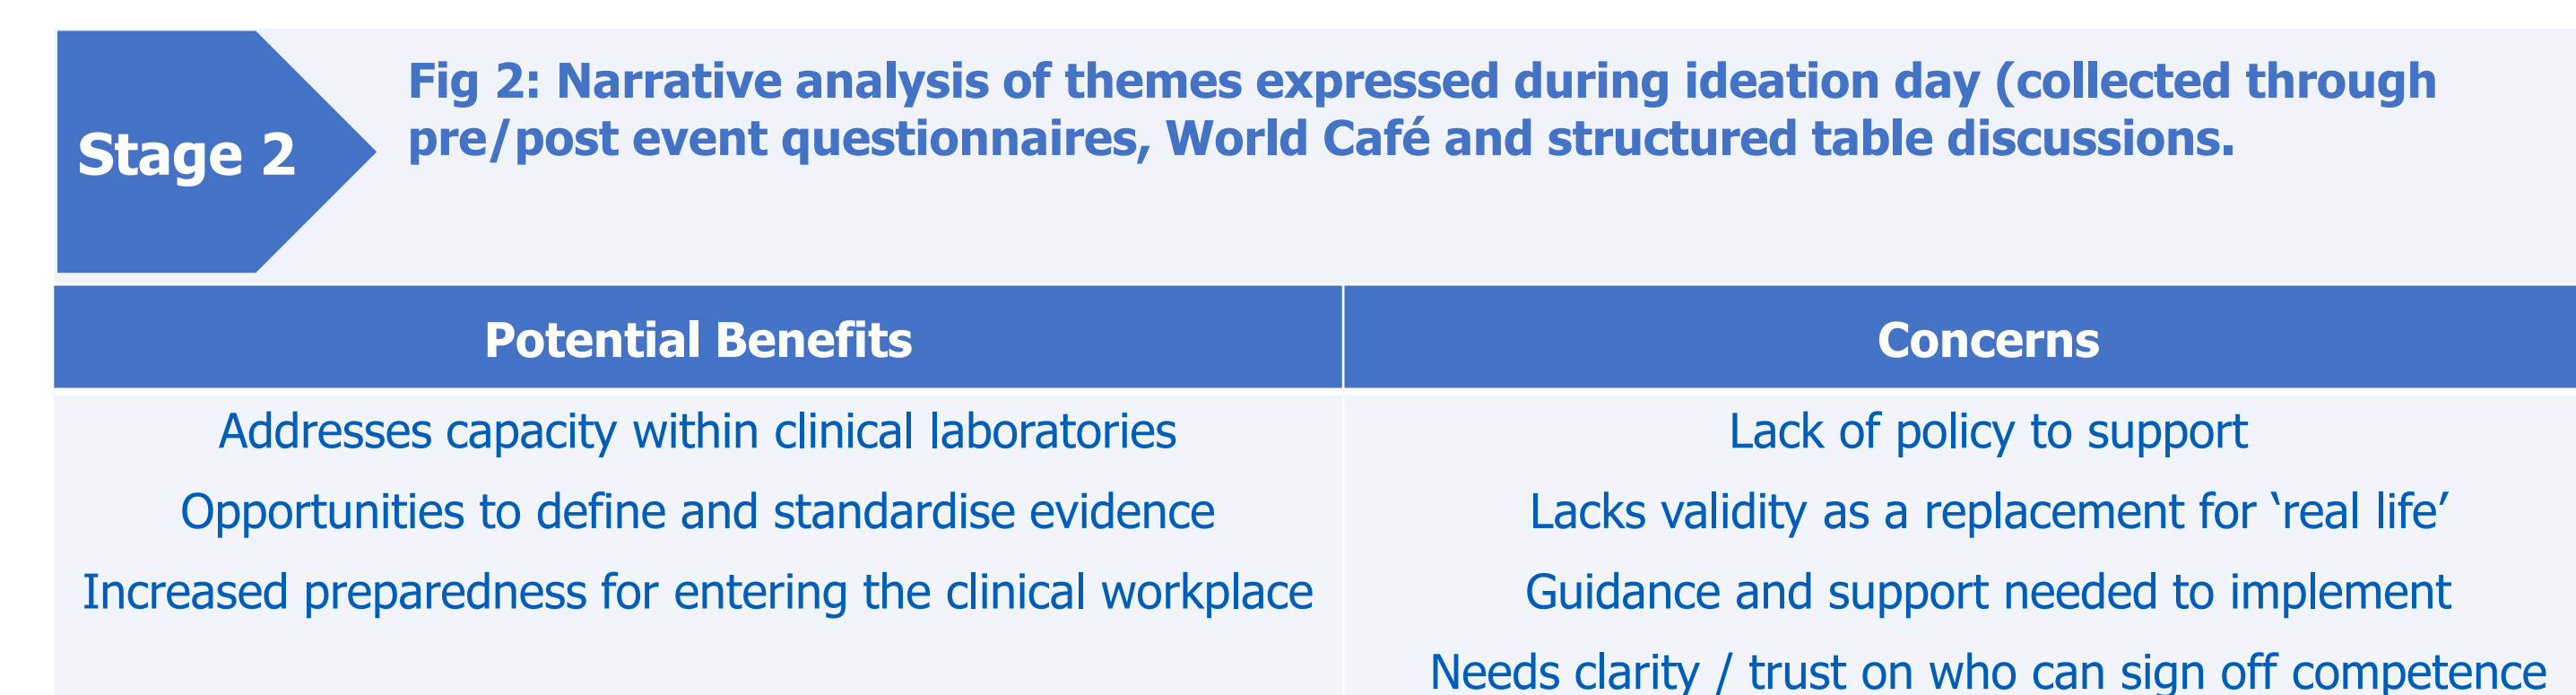 Stage 2
Fig 2: Narrative analysis of themes expressed during ideation day (collected through
pre/post event questionnaires, World Café and structured table discussions.
Potential Benefits
Concerns
Addresses capacity within clinical laboratories
Opportunities to define and standardise evidence
Increased preparedness for entering the clinical workplace
Lack of policy to support
Lacks validity as a replacement for ‘real life’
Guidance and support needed to implement
Needs clarity / trust on who can sign off competence